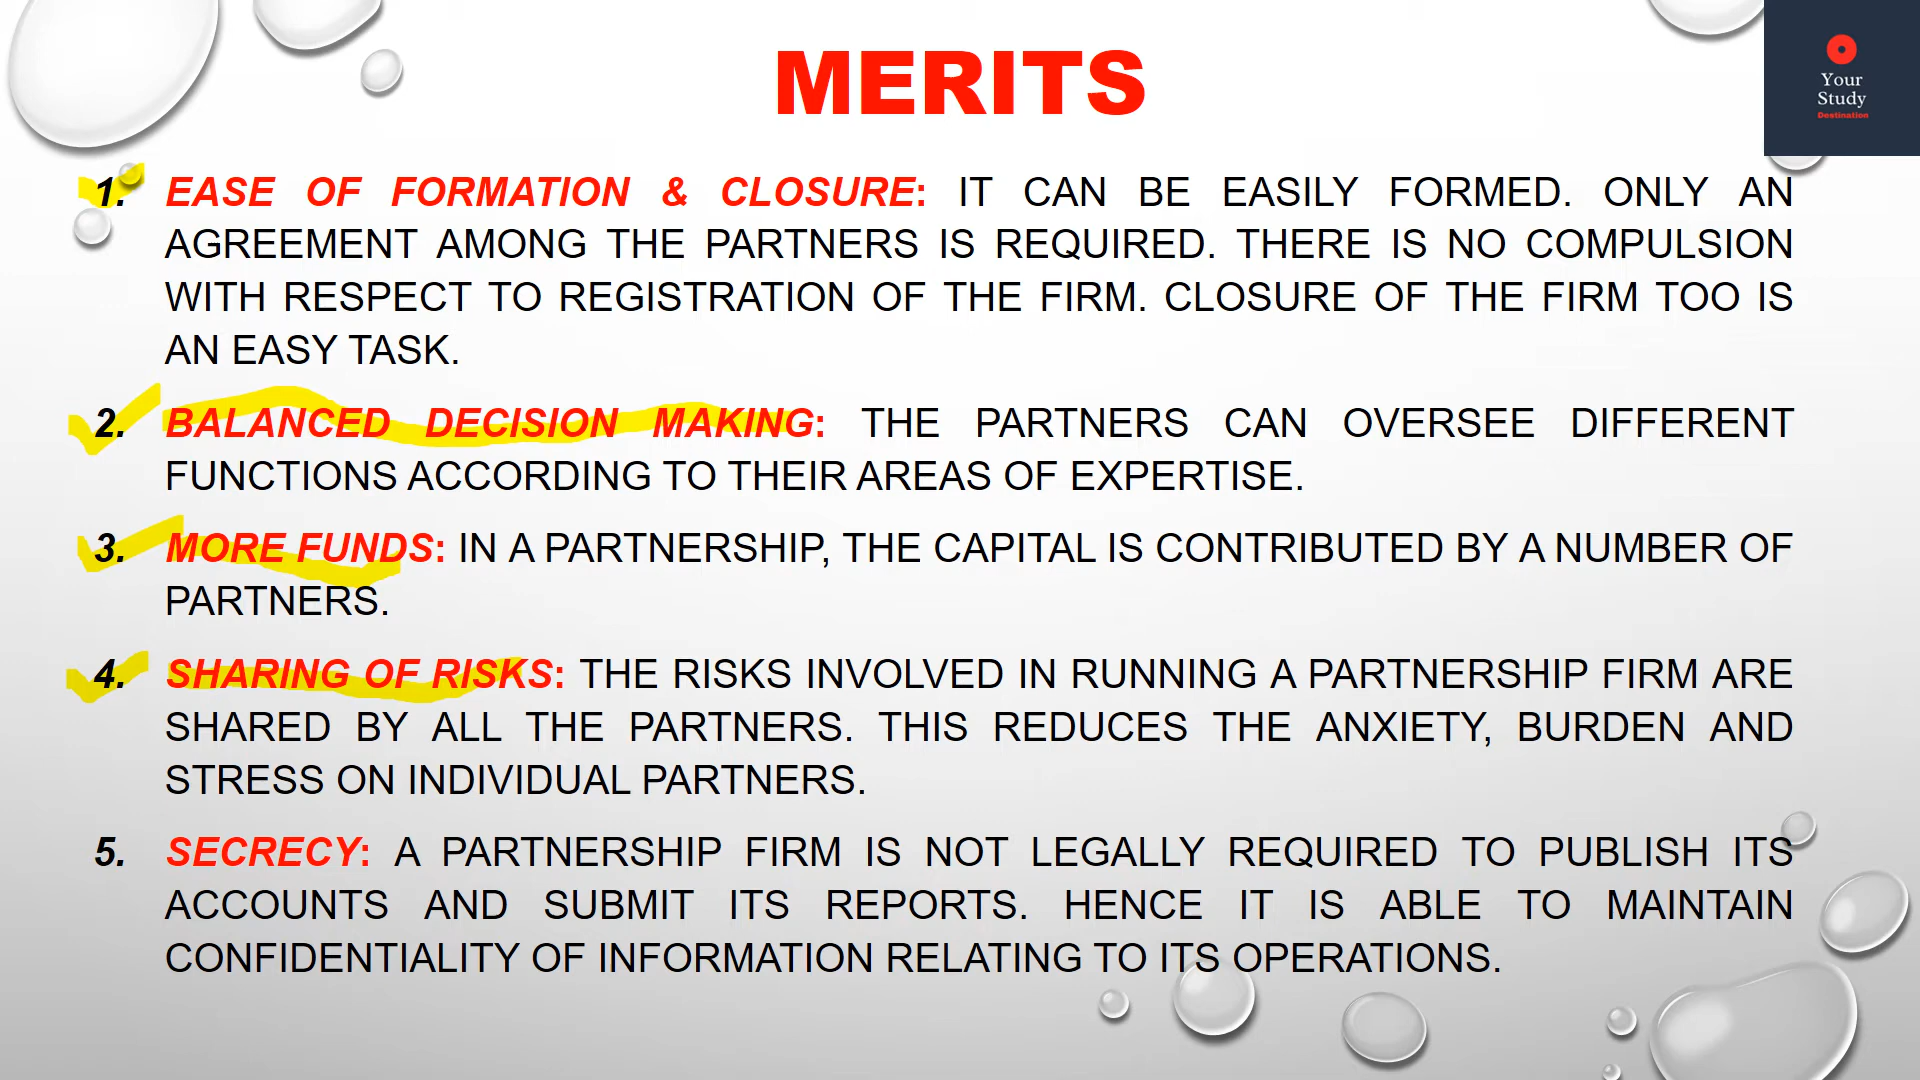 MERITS
Your
Study
Destination
1. EASE OF FORMATION & CLOSURE: IT CAN BE EASILY FORMED. ONLY AN
AGREEMENT AMONG THE PARTNERS IS REQUIRED. THERE IS NO COMPULSION
WITH RESPECT TO REGISTRATION OF THE FIRM. CLOSURE OF THE FIRM TOO IS
AN EASY TASK.
2. BALANCED DECISION MAKING: THE PARTNERS CAN OVERSEE DIFFERENT
FUNCTIONS ACCORDING TO THEIR AREAS OF EXPERTISE.
3. MORE FUNDS: IN A PARTNERSHIP, THE CAPITAL IS CONTRIBUTED BY A NUMBER OF
PARTNERS.
4. SHARING OF RISKS: THE RISKS INVOLVED IN RUNNING A PARTNERSHIP FIRM ARE
SHARED BY ALL THE PARTNERS. THIS REDUCES THE ANXIETY, BURDEN AND
STRESS ON INDIVIDUAL PARTNERS.
5. SECRECY: A PARTNERSHIP FIRM IS NOT LEGALLY REQUIRED TO PUBLISH ITS
ACCOUNTS AND SUBMIT ITS REPORTS. HENCE IT IS ABLE TO MAINTAIN
CONFIDENTIALITY OF INFORMATION RELATING TO ITS OPERATIONS.